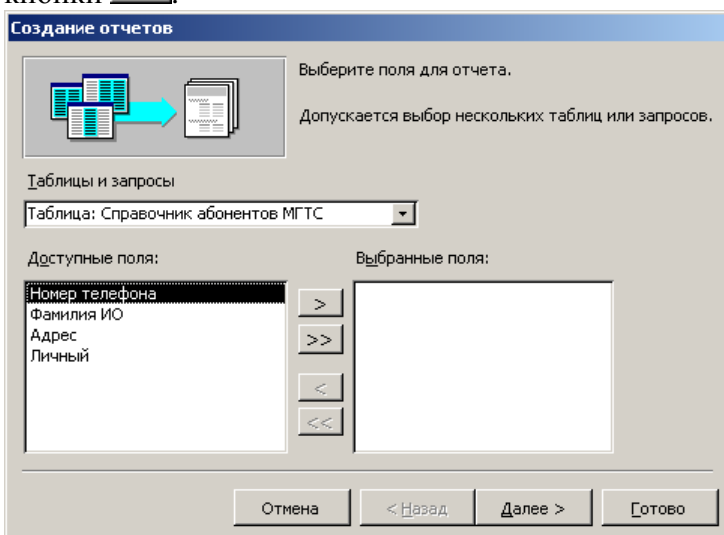 кнопки .
Создание отчетов
Выберите поля для отчета.
Допускается выбор нескольких таблиц или запросов.
Таблицы и запросы
Таблица: Справочник абонентов МГТС
Доступные поля:
Выбранные поля:
Номер телефона
Фамилия ИО
Адрес
Личный
>
>>
<
<<
Отмена
< Назад
Далее >
Готово